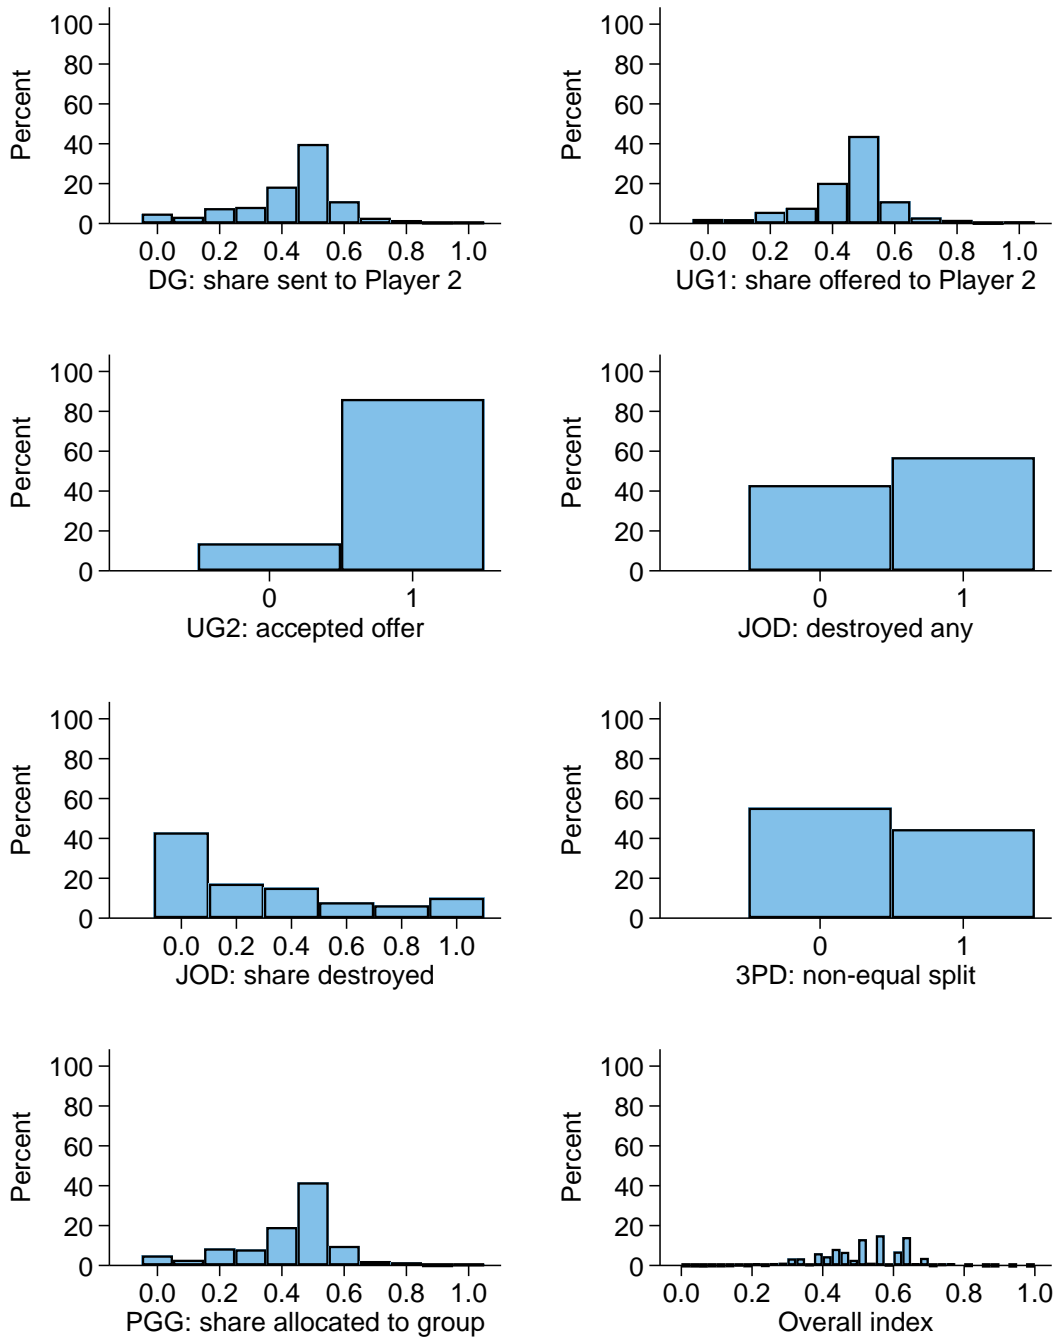 100
80
60
40
20
0
Percent
0.0 0.2 0.4 0.6 0.8 1.0
DG: share sent to Player 2
100
80
60
40
20
0
Percent
0.0 0.2 0.4 0.6 0.8 1.0
UG1: share offered to Player 2
100
80
60
40
20
0
Percent
0 1
UG2: accepted offer
100
80
60
40
20
0
Percent
0 1
JOD: destroyed any
100
80
60
40
20
0
Percent
0.0 0.2 0.4 0.6 0.8 1.0
JOD: share destroyed
100
80
60
40
20
0
Percent
0 1
3PD: non-equal split
100
80
60
40
20
0
Percent
0.0 0.2 0.4 0.6 0.8 1.0
PGG: share allocated to group
100
80
60
40
20
0
Percent
0.0 0.2 0.4 0.6 0.8 1.0
Overall index